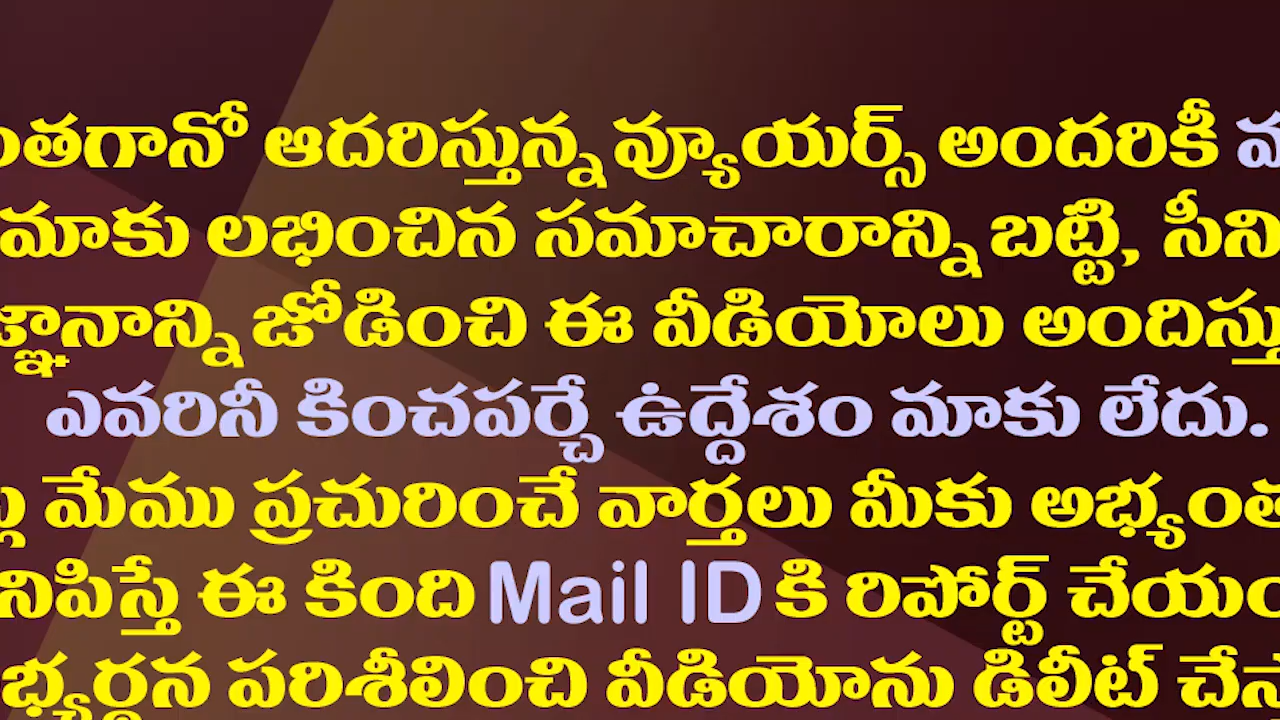 ంతగానో ఆదరిస్తున్న వ్యూయర్స్ అందరికీ
మాకు లభించిన సమాచారాన్ని బట్టి, సీని
జ్ఞానాన్ని జోడించి ఈ వీడియోలు అందిస్తు
ఎవరినీ కించపర్చే ఉద్దేశం మాకు లేదు.
ల్ల మేము ప్రచురించే వార్తలు మీకు అభ్యంత
నిపిస్తే ఈ కింది Mail ID కి రిపోర్ట్ చేయం
భ్యర్థన పరిశీలించి వీడియోను డిలీట్ చేస